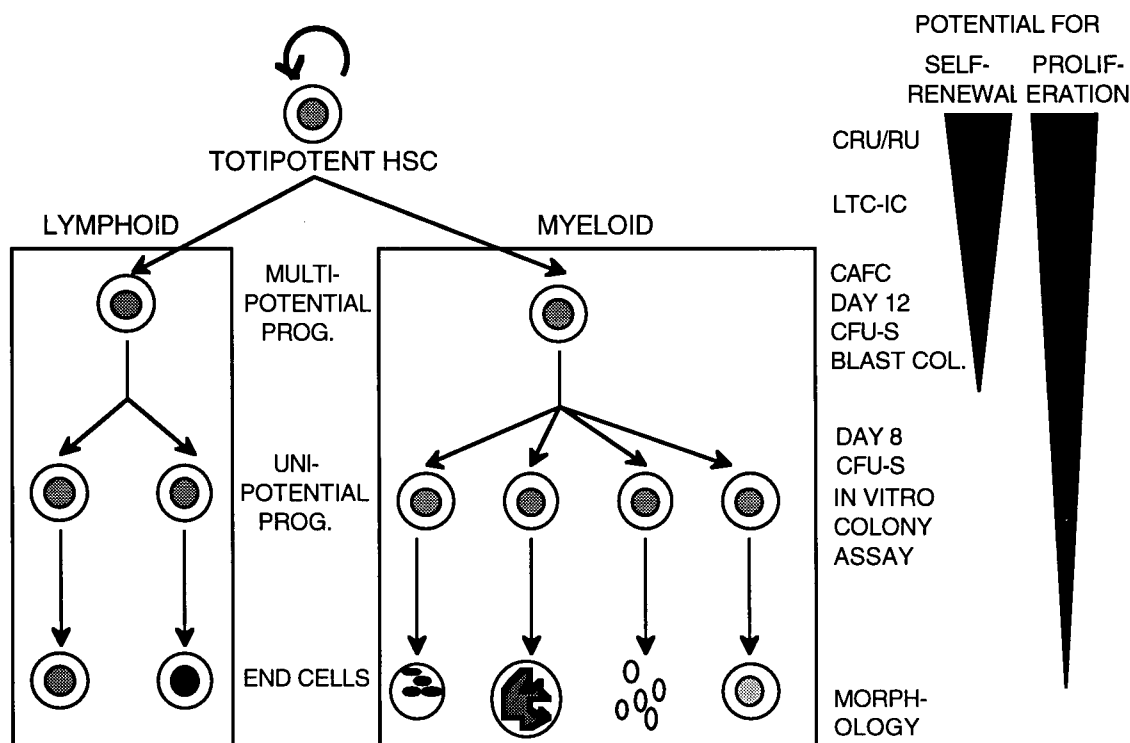 POTENTIAL FOR
SELF- PROLIF-
RENEWAL ERATION
CRU/RU
TOTIPOTENT HSC
LTC-IC
LYMPHOID
MYELOID
MULTI-
POTENTIAL
PROG.
CAFC
DAY 12
CFU-S
BLAST COL.
UNI-
POTENTIAL
PROG.
DAY 8
CFU-S
IN VITRO
COLONY
ASSAY
END CELLS
MORPH-
OLOGY